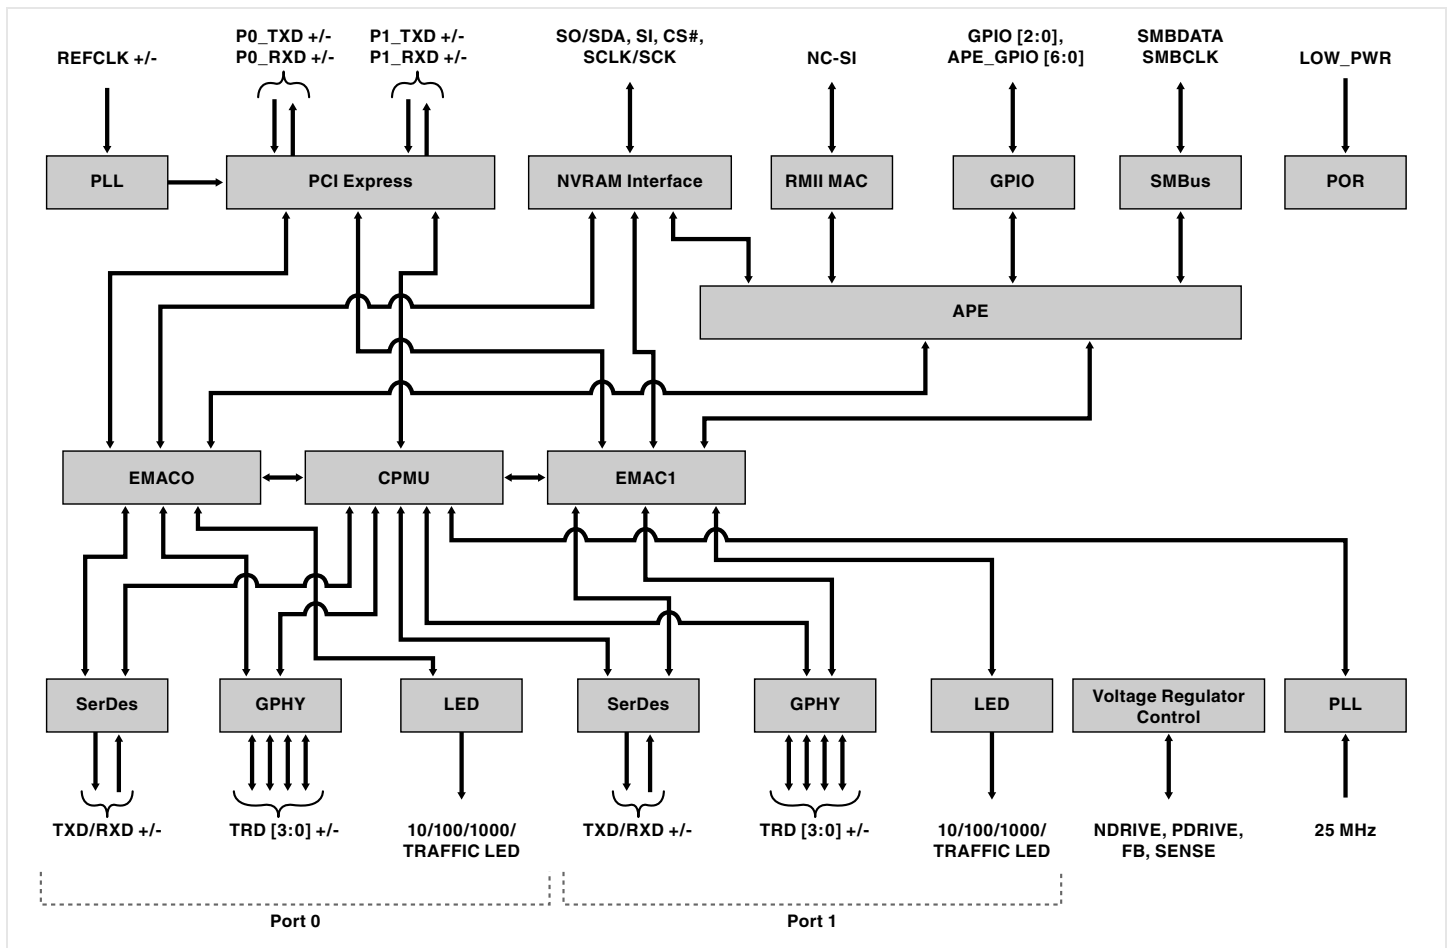 REFCLK +/-
P0_TXD +/-
P0_RXD +/-
P1_TXD +/-
P1_RXD +/-
SO/SDA, SI, CS#,
SCLK/SCK
NC-SI
GPIO [2:0],
APE_GPIO [6:0]
SMBDATA
SMBCLK
LOW_PWR
PLL
PCI Express
NVRAM Interface
RMII MAC
GPIO
SMBus
POR
APE
EMACO
CPMU
EMAC1
SerDes
GPHY
LED
SerDes
GPHY
LED
Voltage Regulator
Control
PLL
TXD/RXD +/-
TRD [3:0] +/-
10/100/1000/
TRAFFIC LED
TXD/RXD +/-
TRD [3:0] +/-
10/100/1000/
TRAFFIC LED
NDRIVE, PDRIVE,
FB, SENSE
25 MHz
Port 0
Port 1